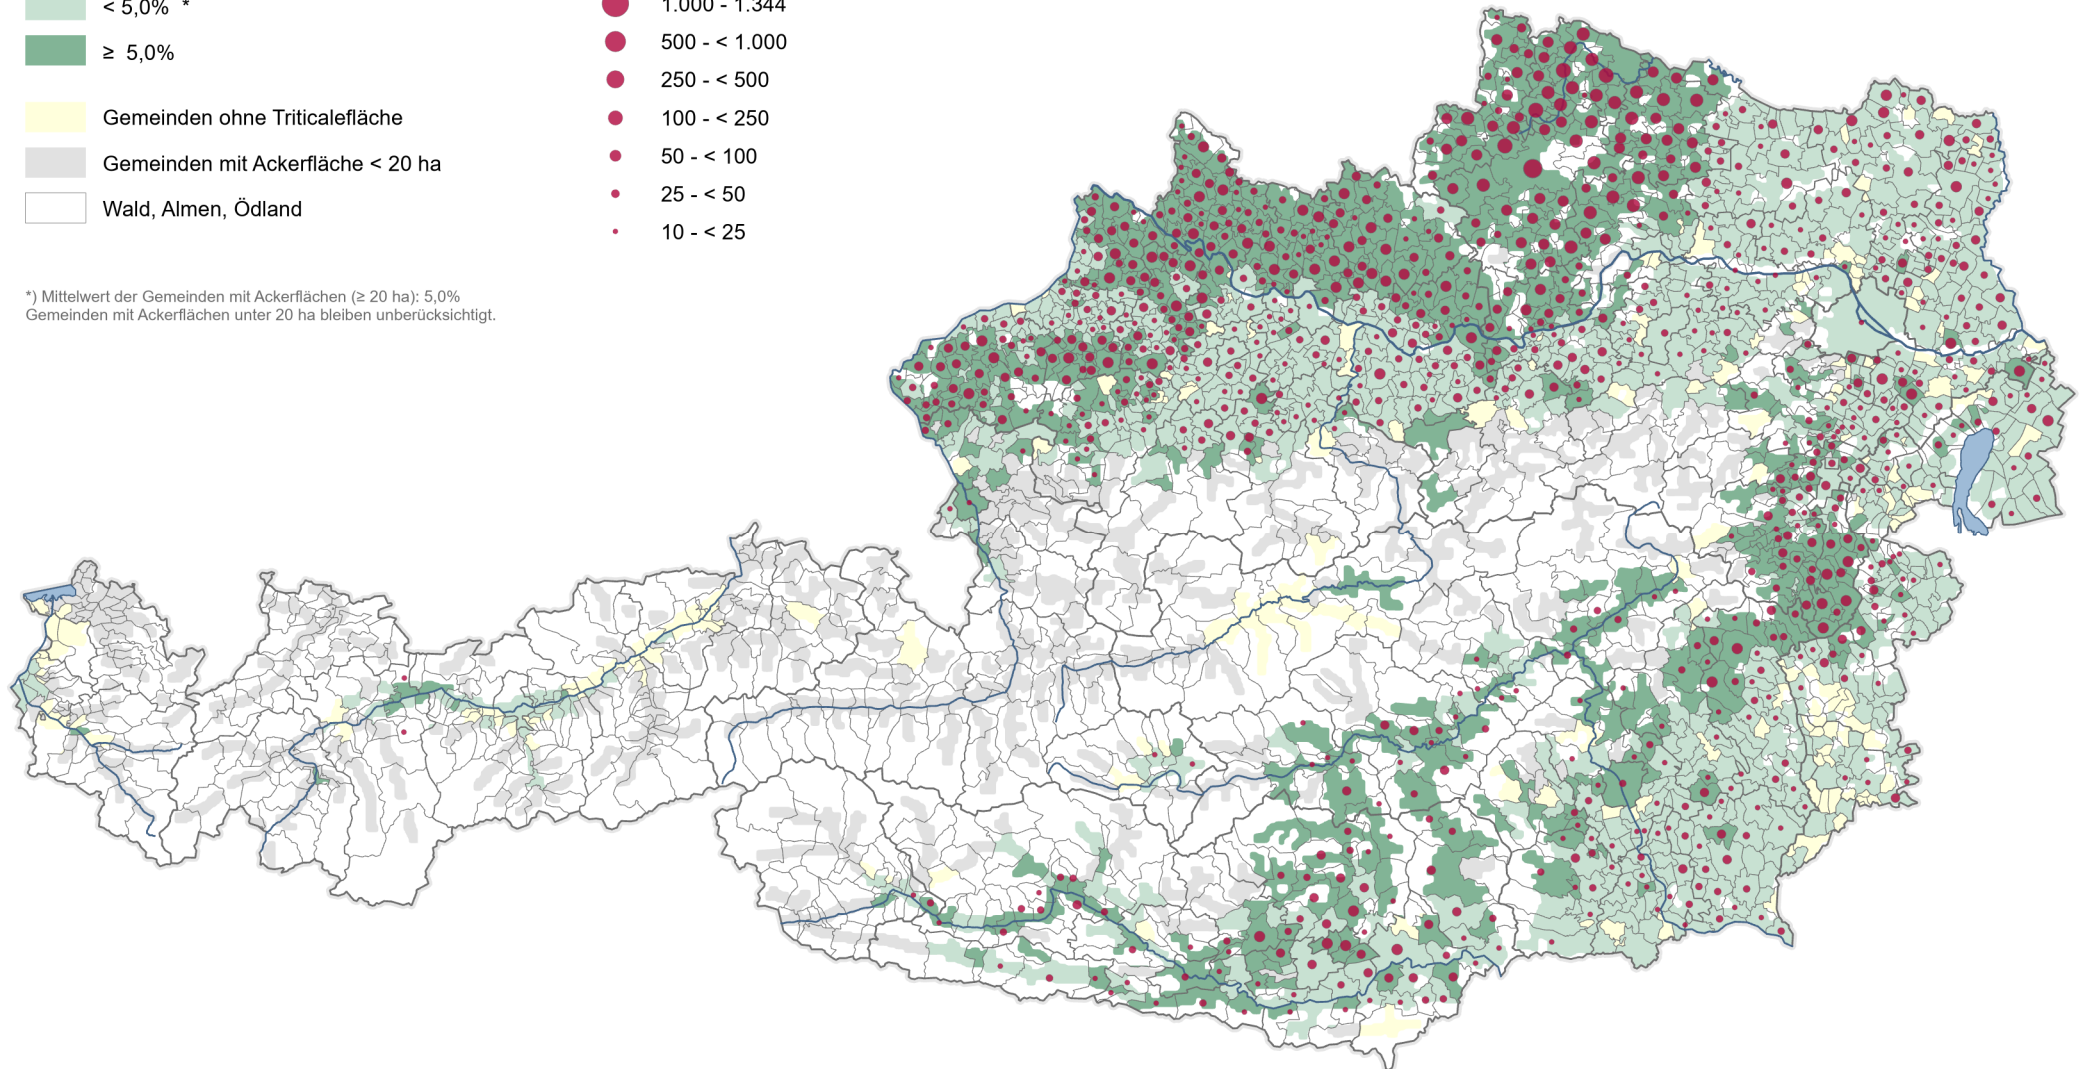 < 5,0% *
≥ 5,0%
Gemeinden ohne Triticalefläche
Gemeinden mit Ackerfläche < 20 ha
Wald, Almen, Ödland
1.000 - 1.344
500 - < 1.000
250 - < 500
100 - < 250
50 - < 100
25 - < 50
10 - < 25
*) Mittelwert der Gemeinden mit Ackerflächen (≥ 20 ha): 5,0%
Gemeinden mit Ackerflächen unter 20 ha bleiben unberücksichtigt.